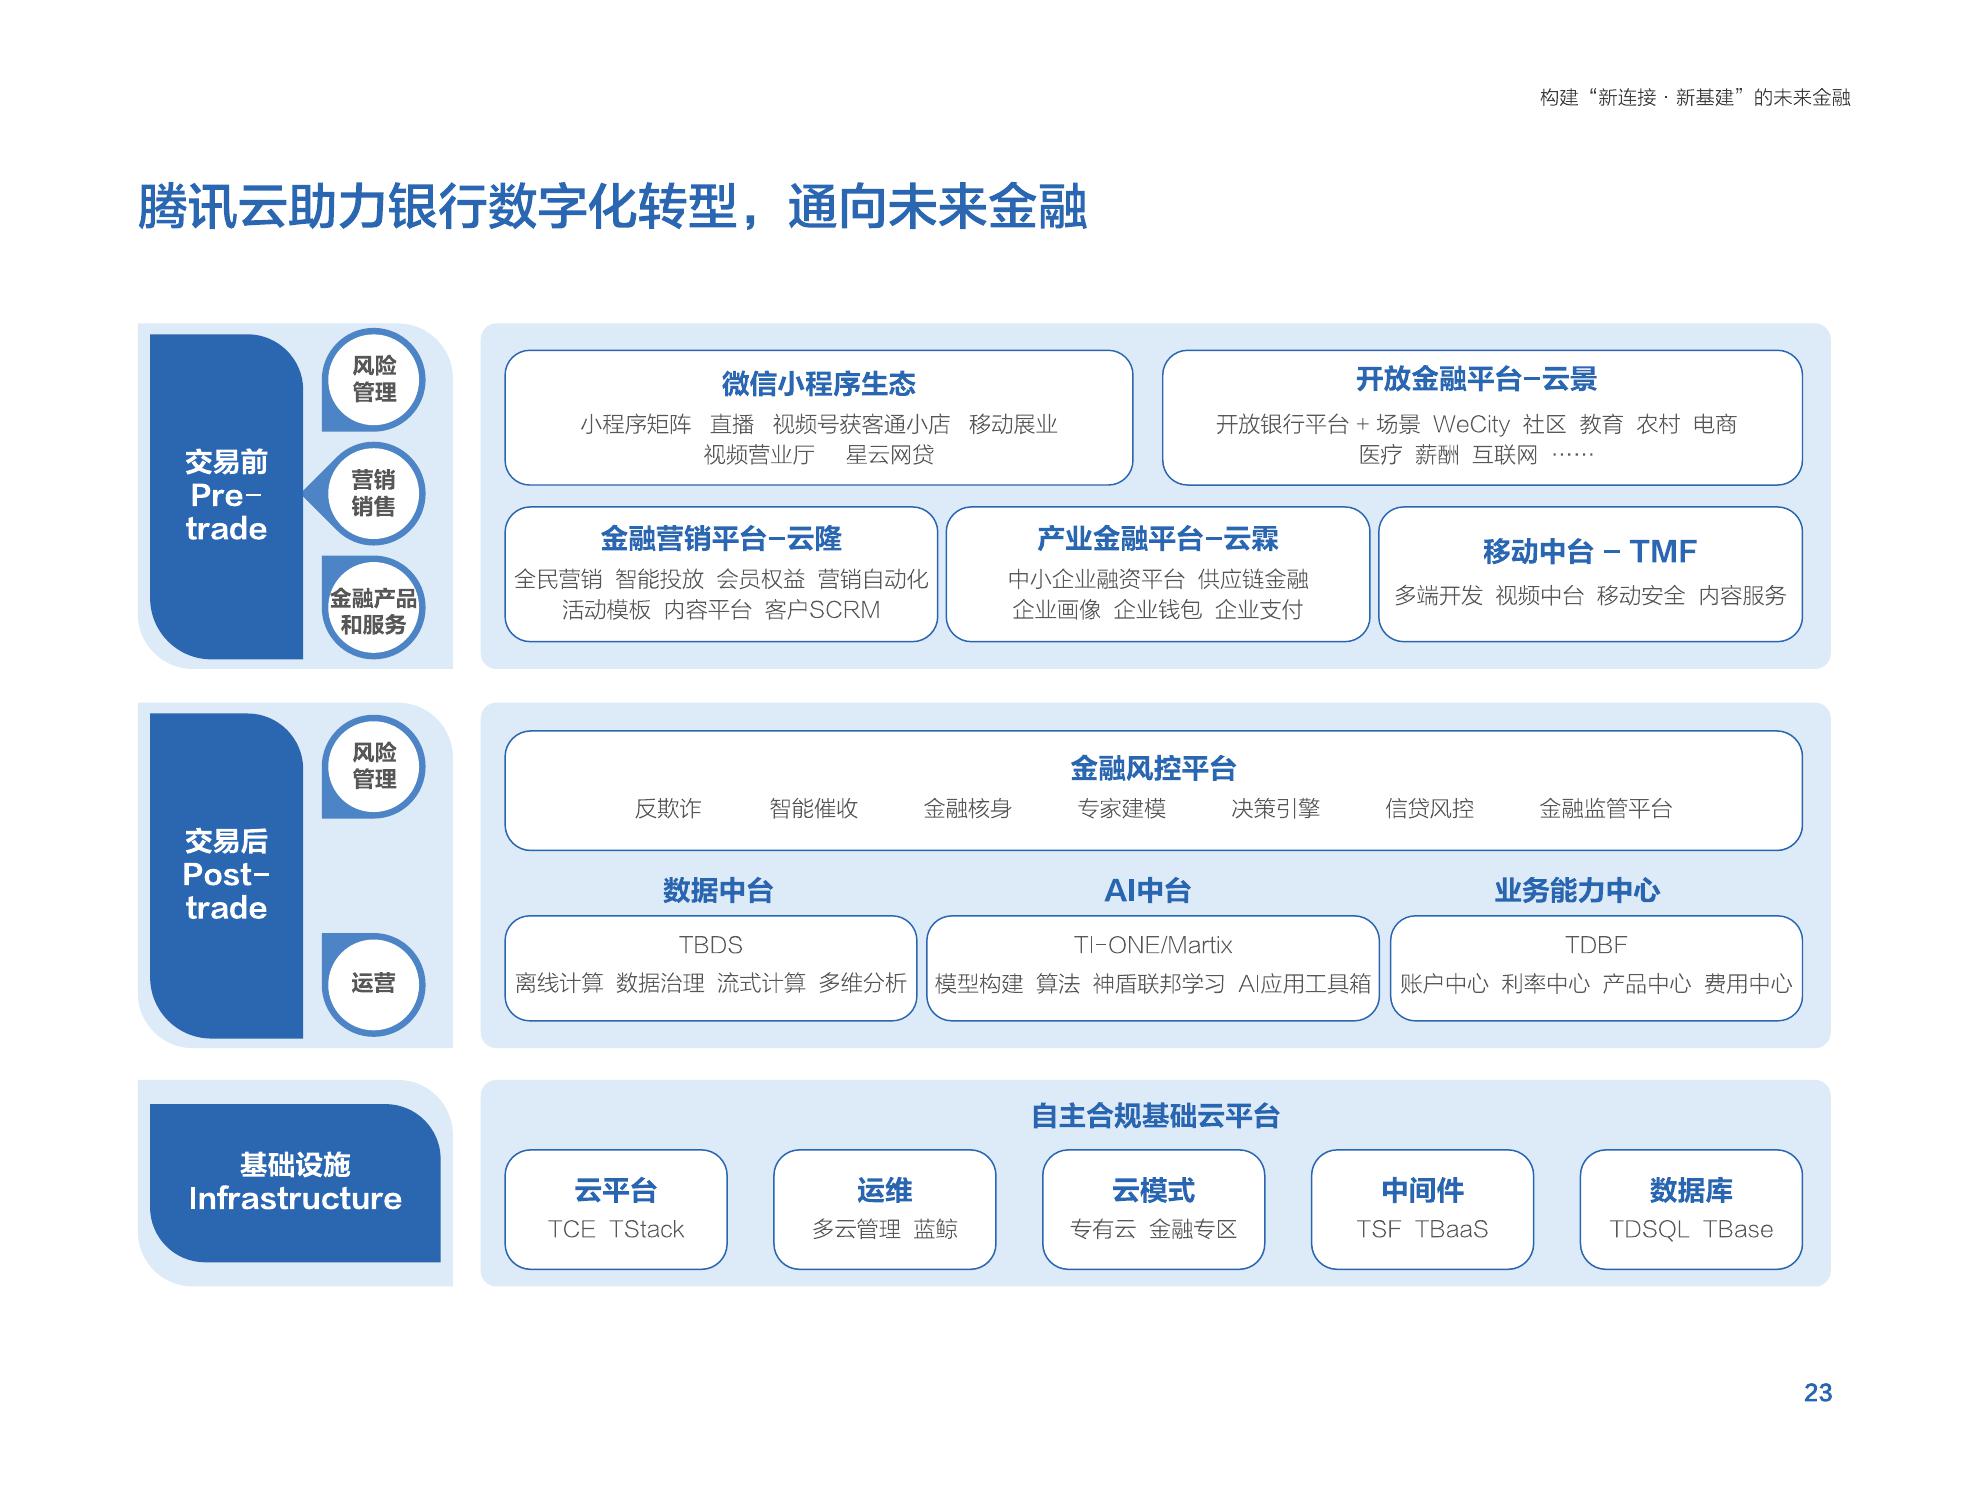 构建“新连接·新基建”的未来金融
腾讯云助力银行数字化转型，通向未来金融
交易前
Pre-
trade
风险
管理
营销
销售
金融产品
和服务
微信小程序生态
小程序矩阵 直播 视频号获客通小店 移动展业
视频营业厅 星云网贷
开放金融平台-云景
开放银行平台 + 场景 WeCity 社区 教育 农村 电商
医疗 薪酬 互联网 ……
金融营销平台-云隆
全民营销 智能投放 会员权益 营销自动化
活动模板 内容平台 客户SCRM
产业金融平台-云霖
中小企业融资平台 供应链金融
企业画像 企业钱包 企业支付
移动中台 - TMF
多端开发 视频中台 移动安全 内容服务
交易后
Post-
trade
风险
管理
运营
金融风控平台
反欺诈 智能催收 金融核身 专家建模 决策引擎 信贷风控 金融监管平台
数据中台
TBDS
离线计算 数据治理 流式计算 多维分析
AI中台
TI-ONE/Martix
模型构建 算法 神盾联邦学习 AI应用工具箱
业务能力中心
TDBF
账户中心 利率中心 产品中心 费用中心
基础设施
Infrastructure
自主合规基础云平台
云平台
TCE TStack
运维
多云管理 蓝鲸
云模式
专有云 金融专区
中间件
TSF TBaaS
数据库
TDSQL TBase
23